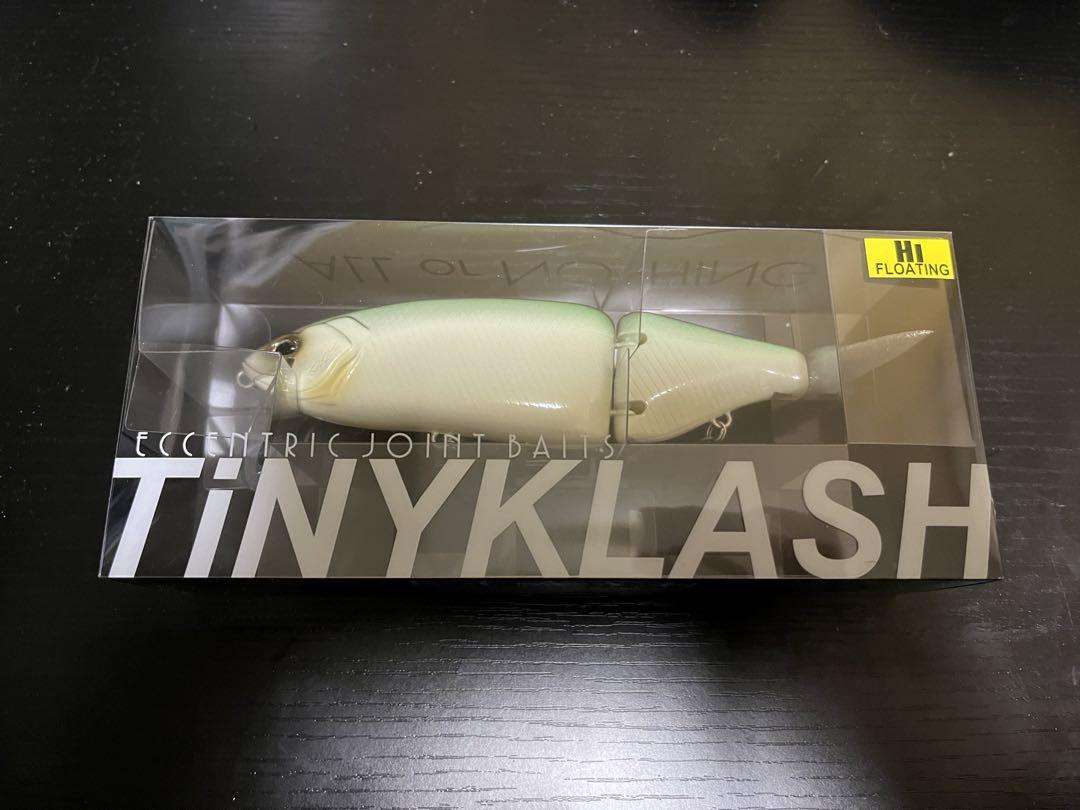 ALL or NOTHING
HI
FLOATING
ECCENTRIC JOINT BAITS
TiNYKLASH